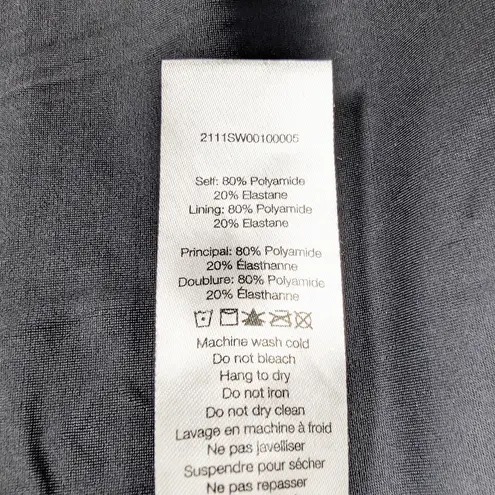 2111SW00100005
Self: 80% Polyamide
20% Elastane
Lining: 80% Polyamide
20% Elastane
Principal: 80% Polyamide
20% Élasthanne
Doublure: 80% Polyamide
20% Élasthanne
Machine wash cold
Do not bleach
Hang to dry
Do not iron
Do not dry clean
Lavage en machine à froid
Ne pas javelliser
Suspendre pour sécher
Ne pas repasser